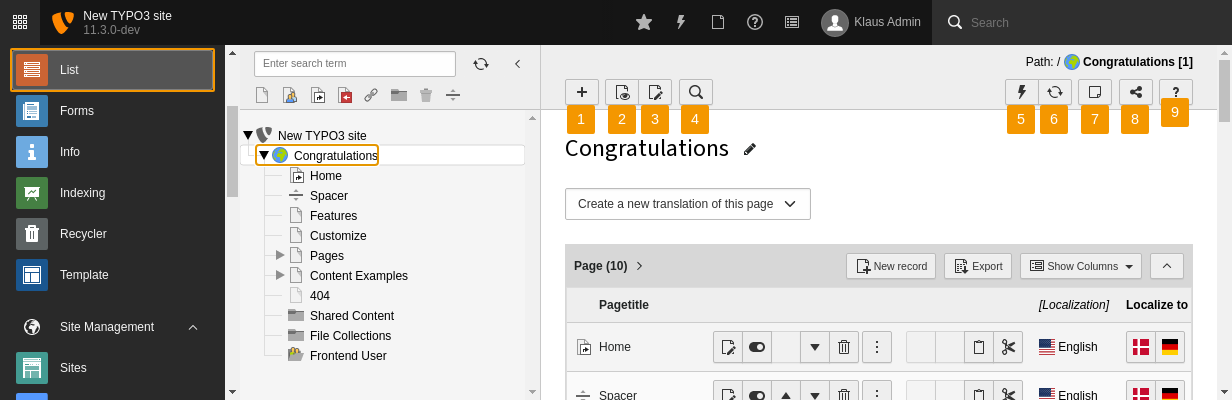 New TYPO3 site
11.3.0-dev
Klaus Admin
Search
List
Forms
Info
Indexing
Recycler
Template
Site Management
Sites
Enter search term
New TYPO3 site
Congratulations
Home
Spacer
Features
Customize
Pages
Content Examples
404
Shared Content
File Collections
Frontend User
Path: / Congratulations [1]
?
1 2 3 4 5 6 7 8 9
Congratulations
Create a new translation of this page
Page (10)
New record
Export
Show Columns
Pagetitle [Localization] Localize to
Home English
Spacer English